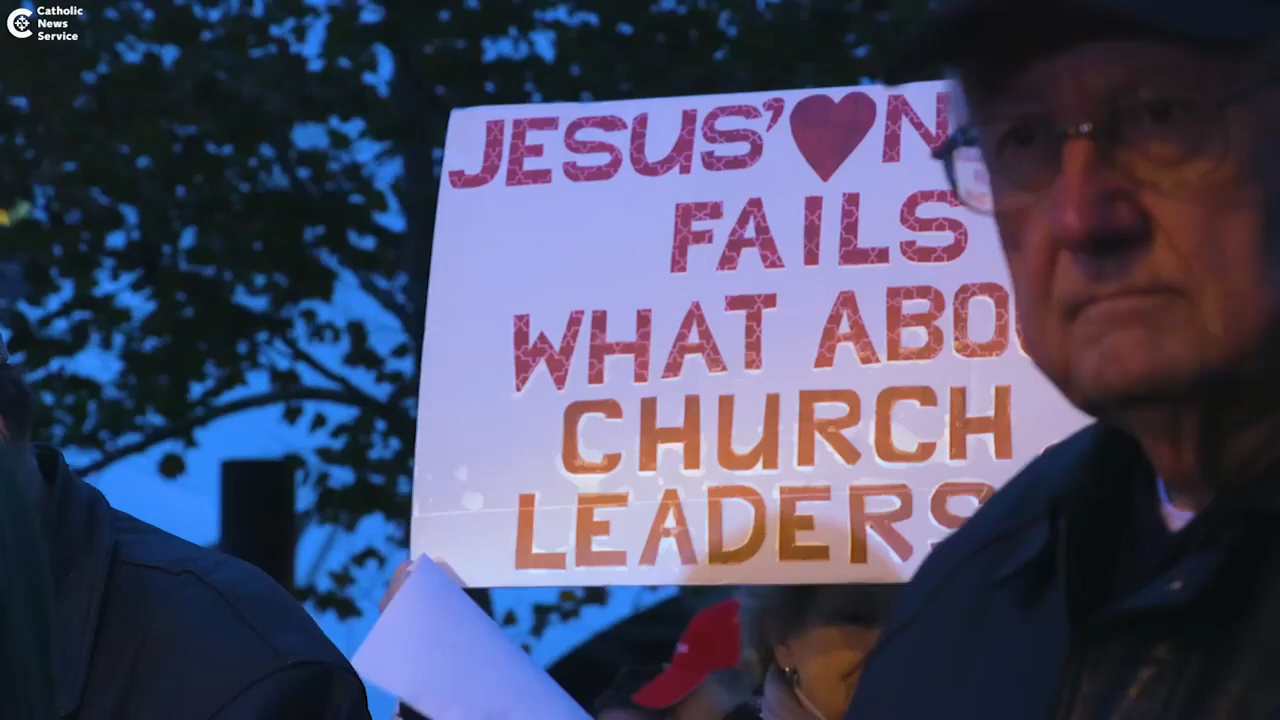 Catholic
News
Service
JESUS'
FAILS
WHAT
CHURCH
LEADERS